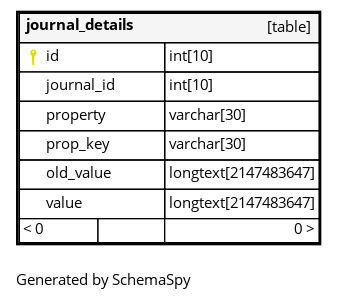 journal_details [table]
id int[10]
journal_id int[10]
property varchar[30]
prop_key varchar[30]
old_value longtext[2147483647]
value longtext[2147483647]
< 0 0 >
Generated by SchemaSpy